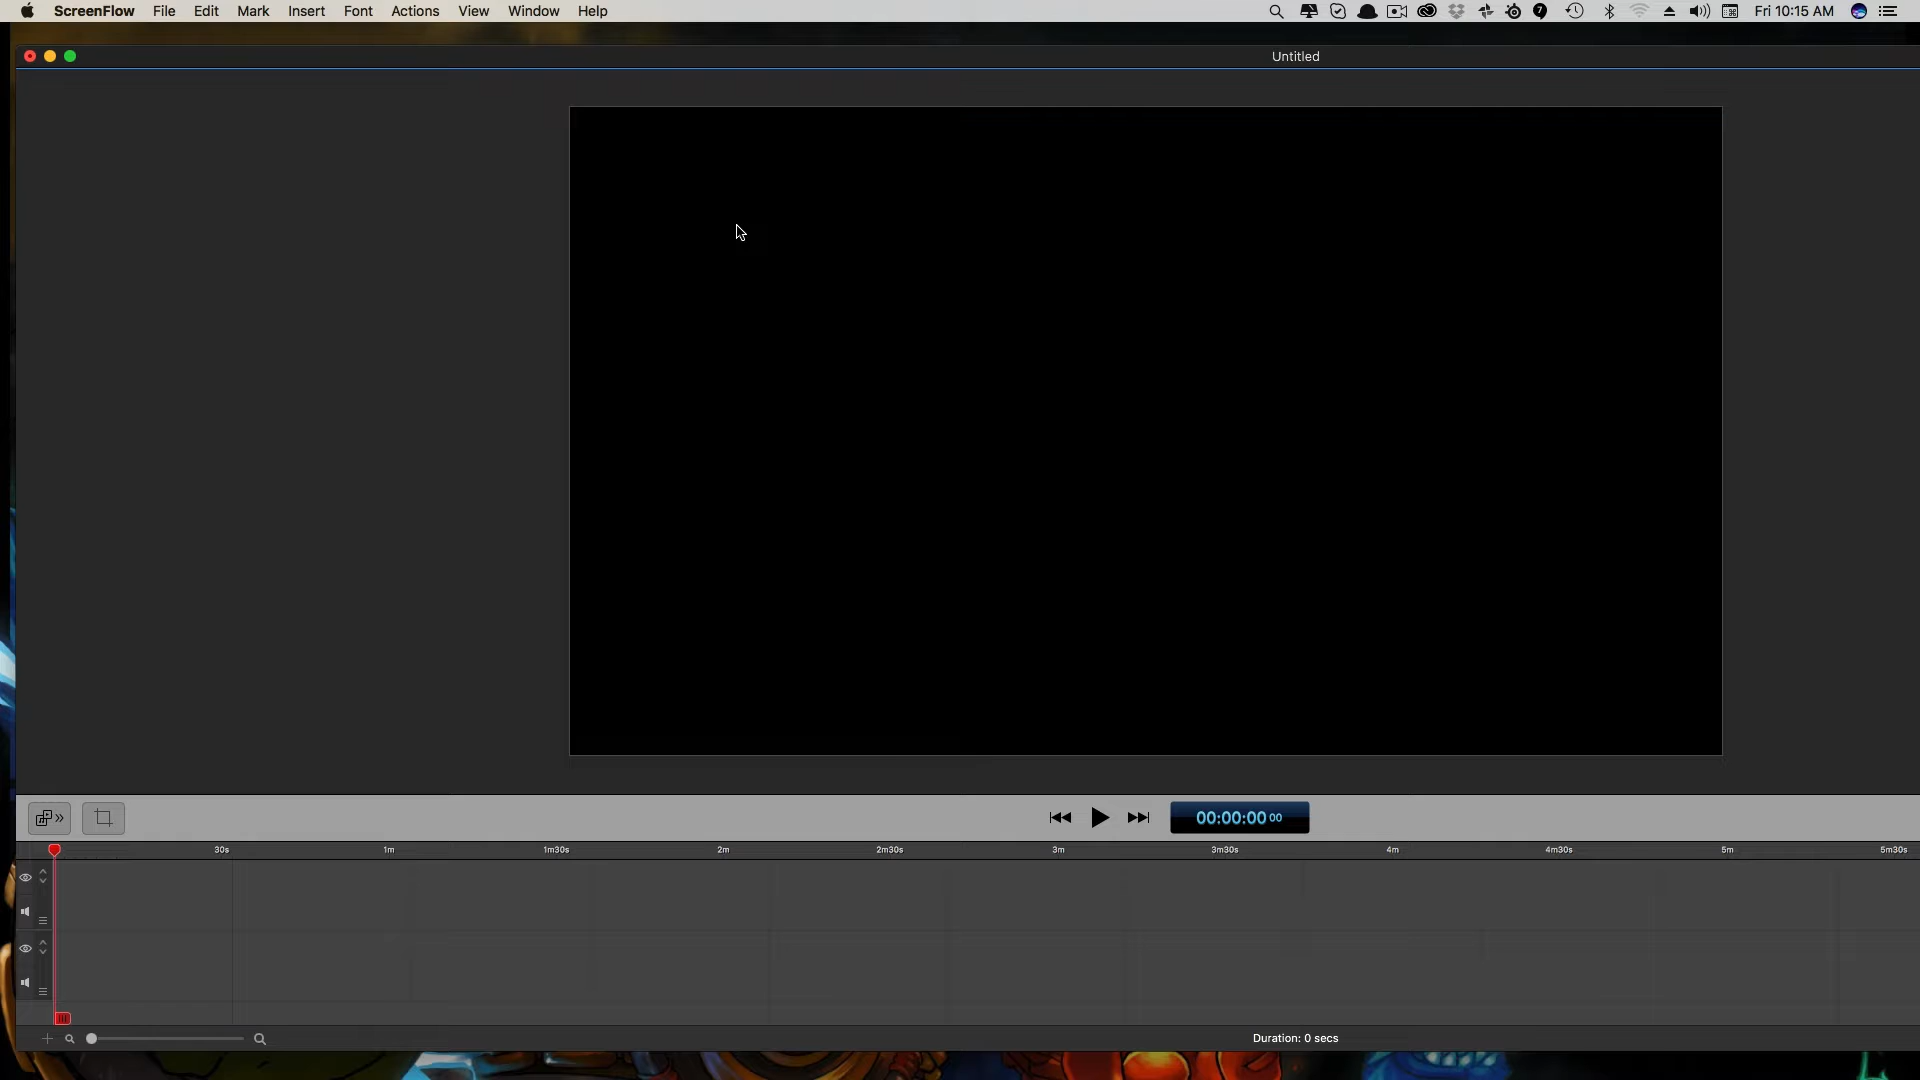 ScreenFlow File Edit Mark Insert Font Actions View Window Help 7 Fri 10:15 AM
Untitled
00:00:00 00
30s 1m 1m30s 2m 2m30s 3m 3m30s 4m 4m30s 5m 5m30s
Duration: 0 secs